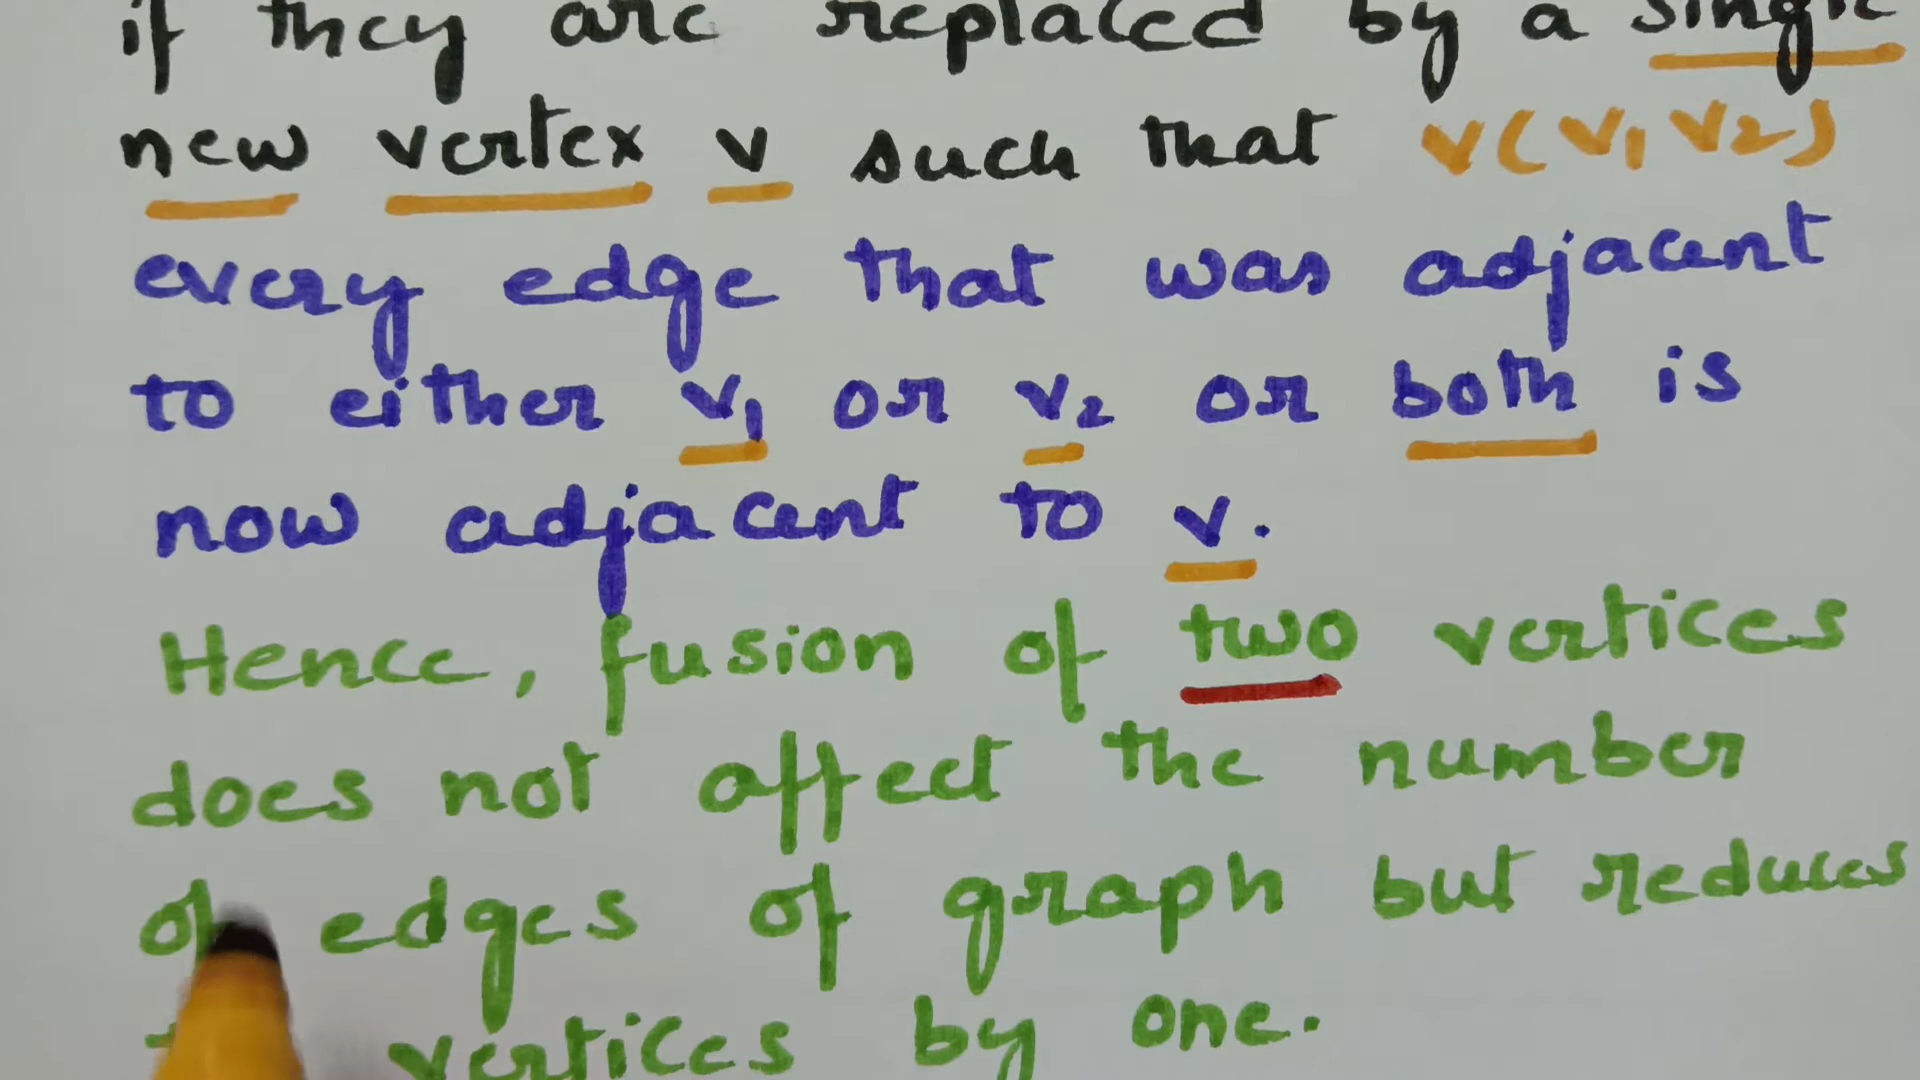 if they are replaced by a single
new vertex v such that v(v1 v2)
every edge that was adjacent
to either v1 or v2 or both is
now adjacent to v.
Hence, fusion of two vertices
does not affect the number
of edges of graph but reduces
vertices by one.